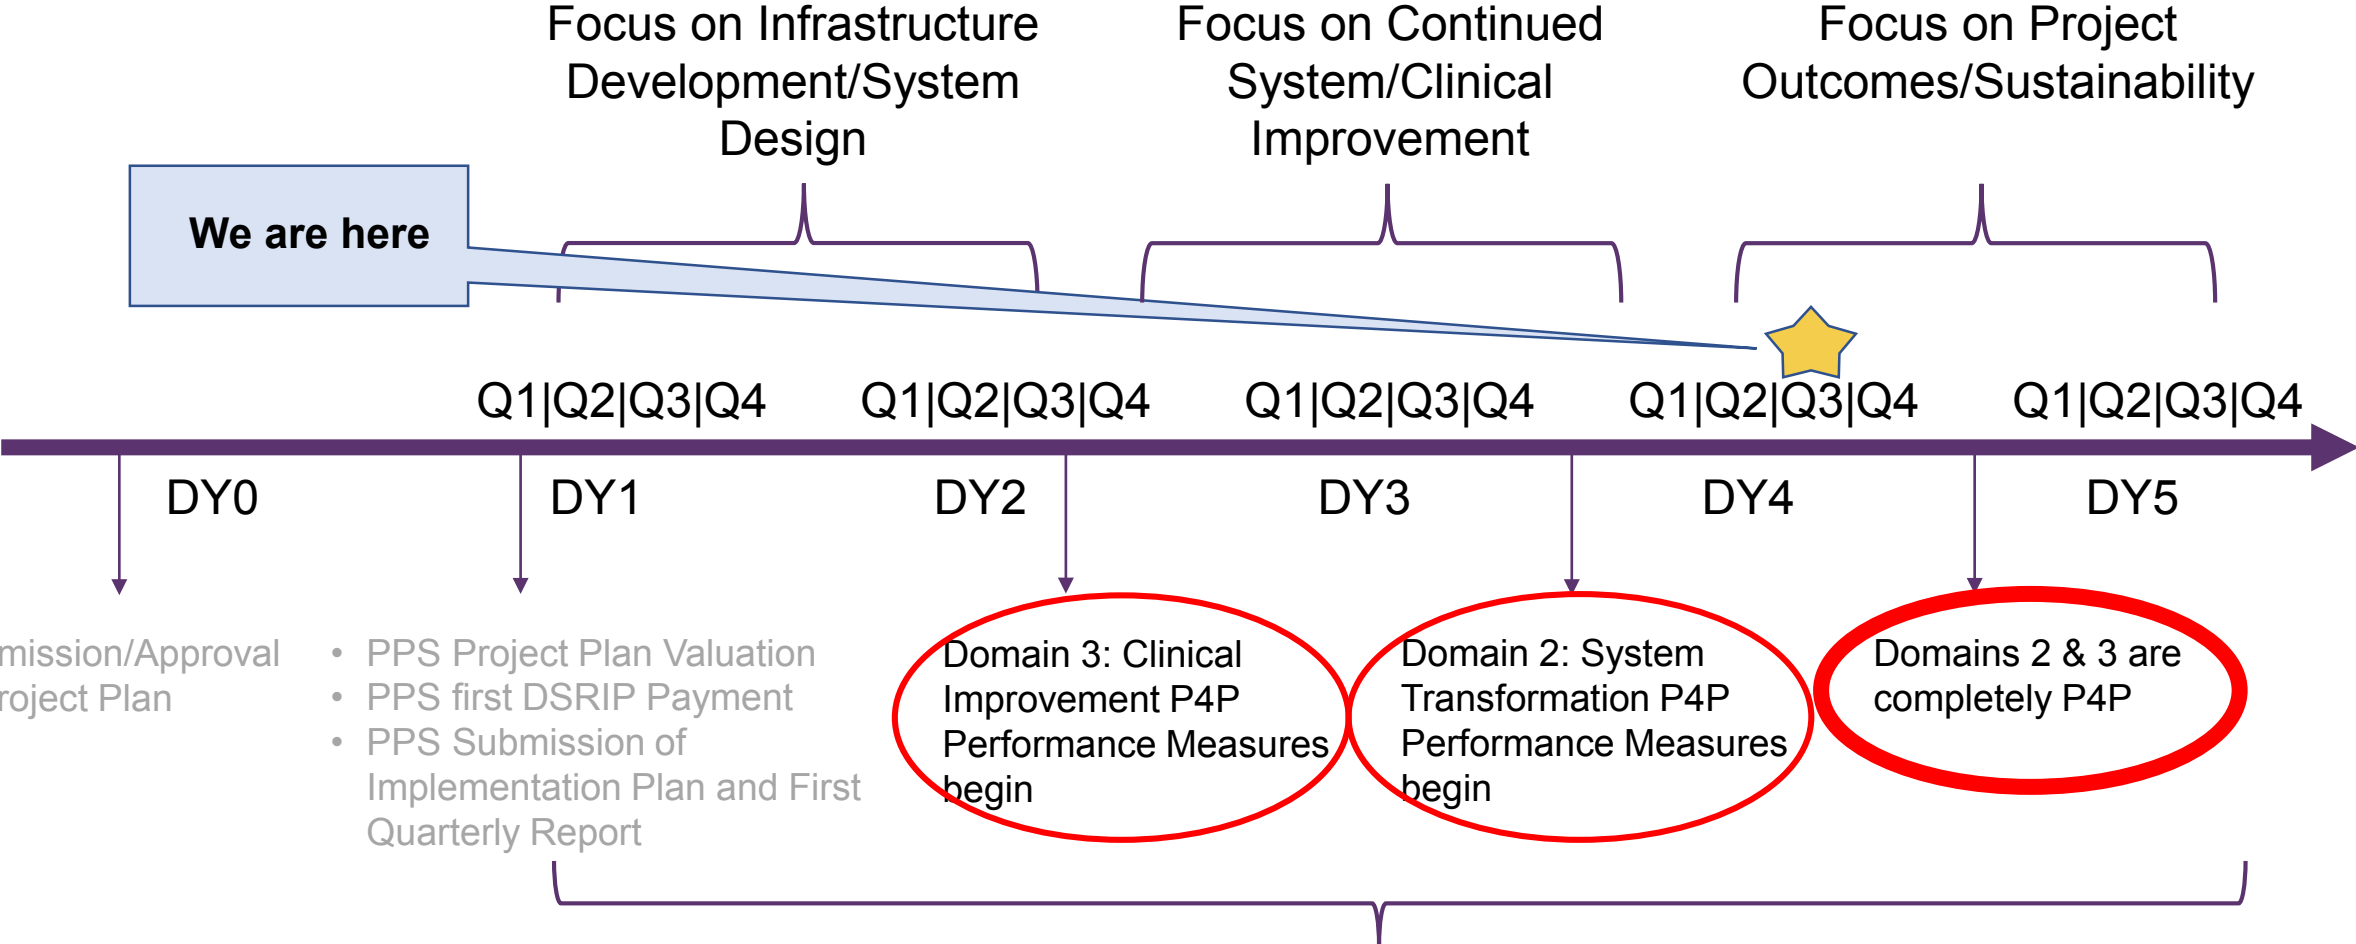 Focus on Infrastructure
Development/System
Design
Focus on Continued
System/Clinical
Improvement
Focus on Project
Outcomes/Sustainability
We are here
Q1|Q2|Q3|Q4
Q1|Q2|Q3|Q4
Q1|Q2|Q3|Q4
Q1|Q2|Q3|Q4
Q1|Q2|Q3|Q4
DY0
DY1
DY2
DY3
DY4
DY5
mission/Approval
roject Plan
• PPS Project Plan Valuation
• PPS first DSRIP Payment
• PPS Submission of
Implementation Plan and First
Quarterly Report
Domain 3: Clinical
Improvement P4P
Performance Measures
begin
Domain 2: System
Transformation P4P
Performance Measures
begin
Domains 2 & 3 are
completely P4P